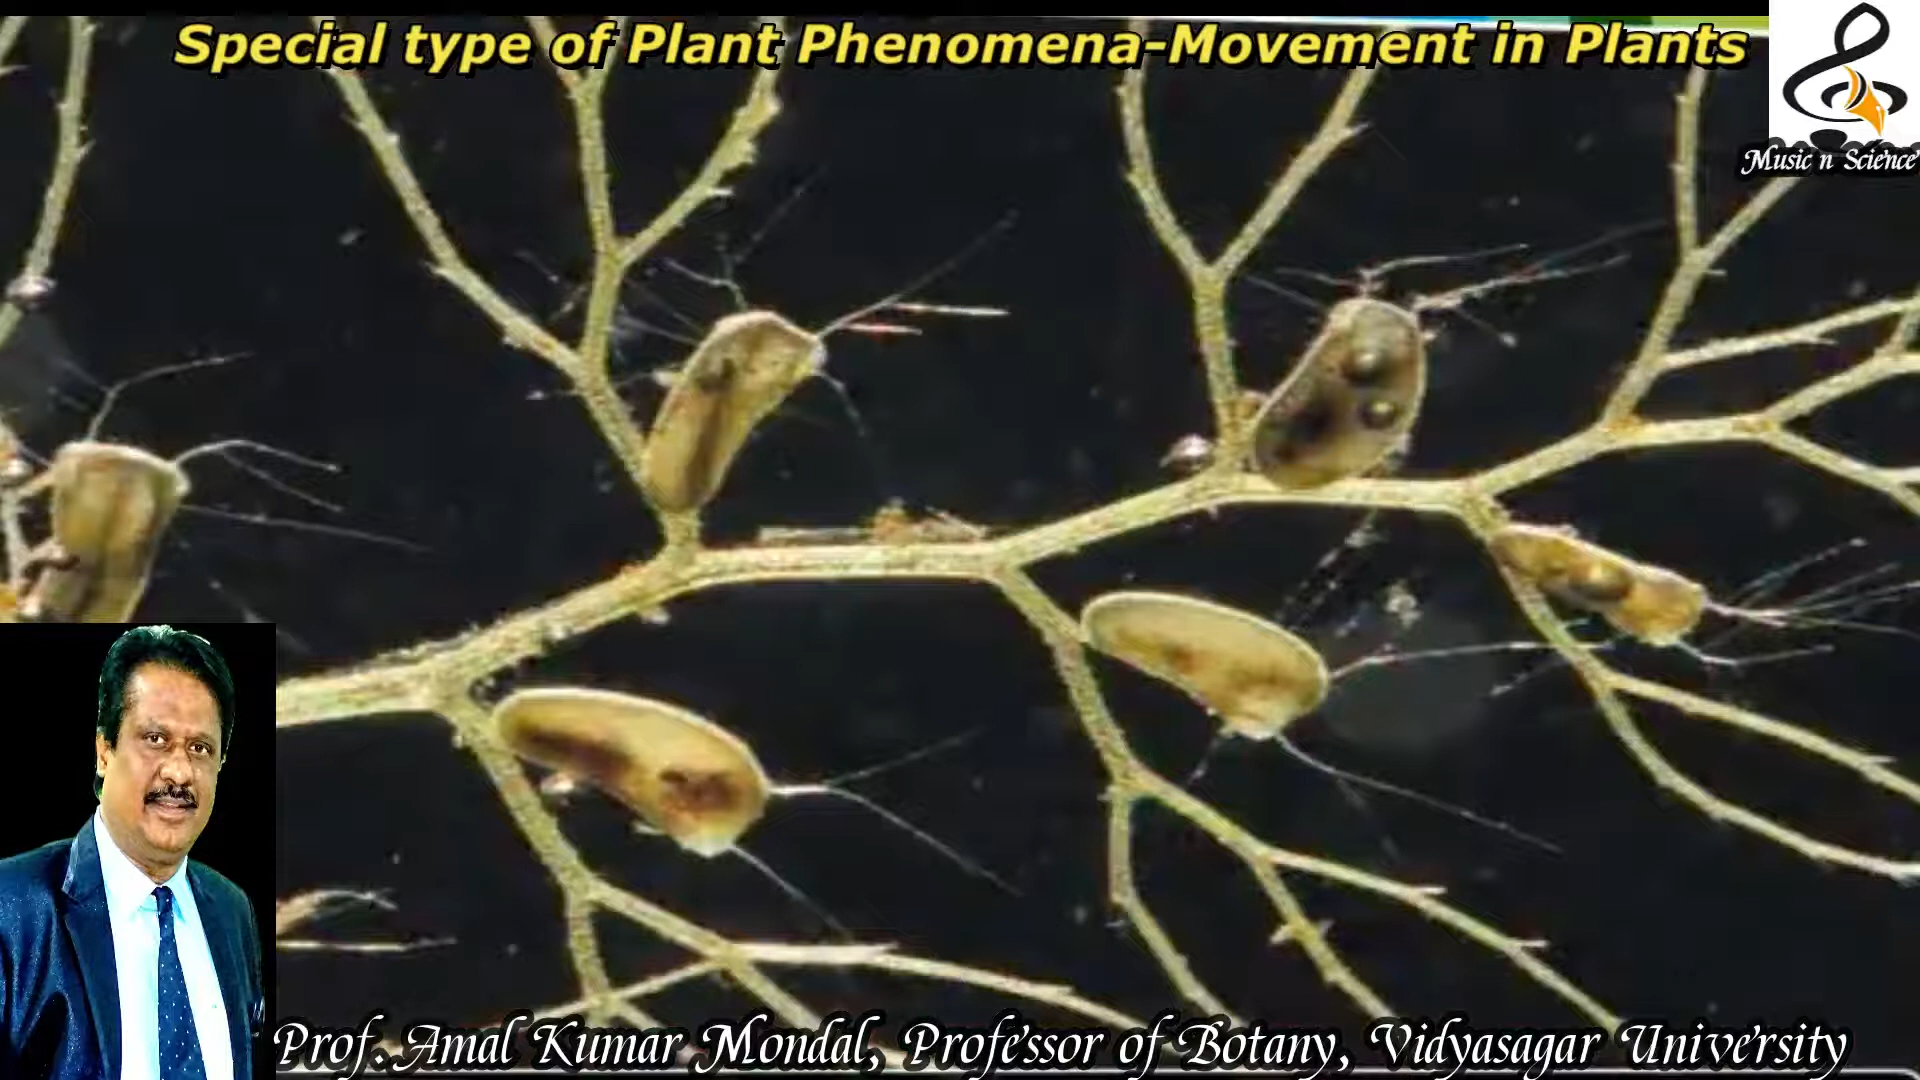 Special type of Plant Phenomena-Movement in Plants
Music n Science
Prof. Amal Kumar Mondal, Professor of Botany, Vidyasagar University